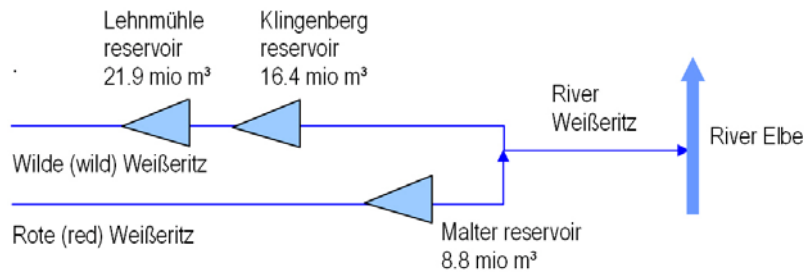 Lehnmühle
reservoir
21.9 mio m³
Klingenberg
reservoir
16.4 mio m³
.
River
Weißeritz
River Elbe
Wilde (wild) Weißeritz
Rote (red) Weißeritz
Malter reservoir
8.8 mio m³